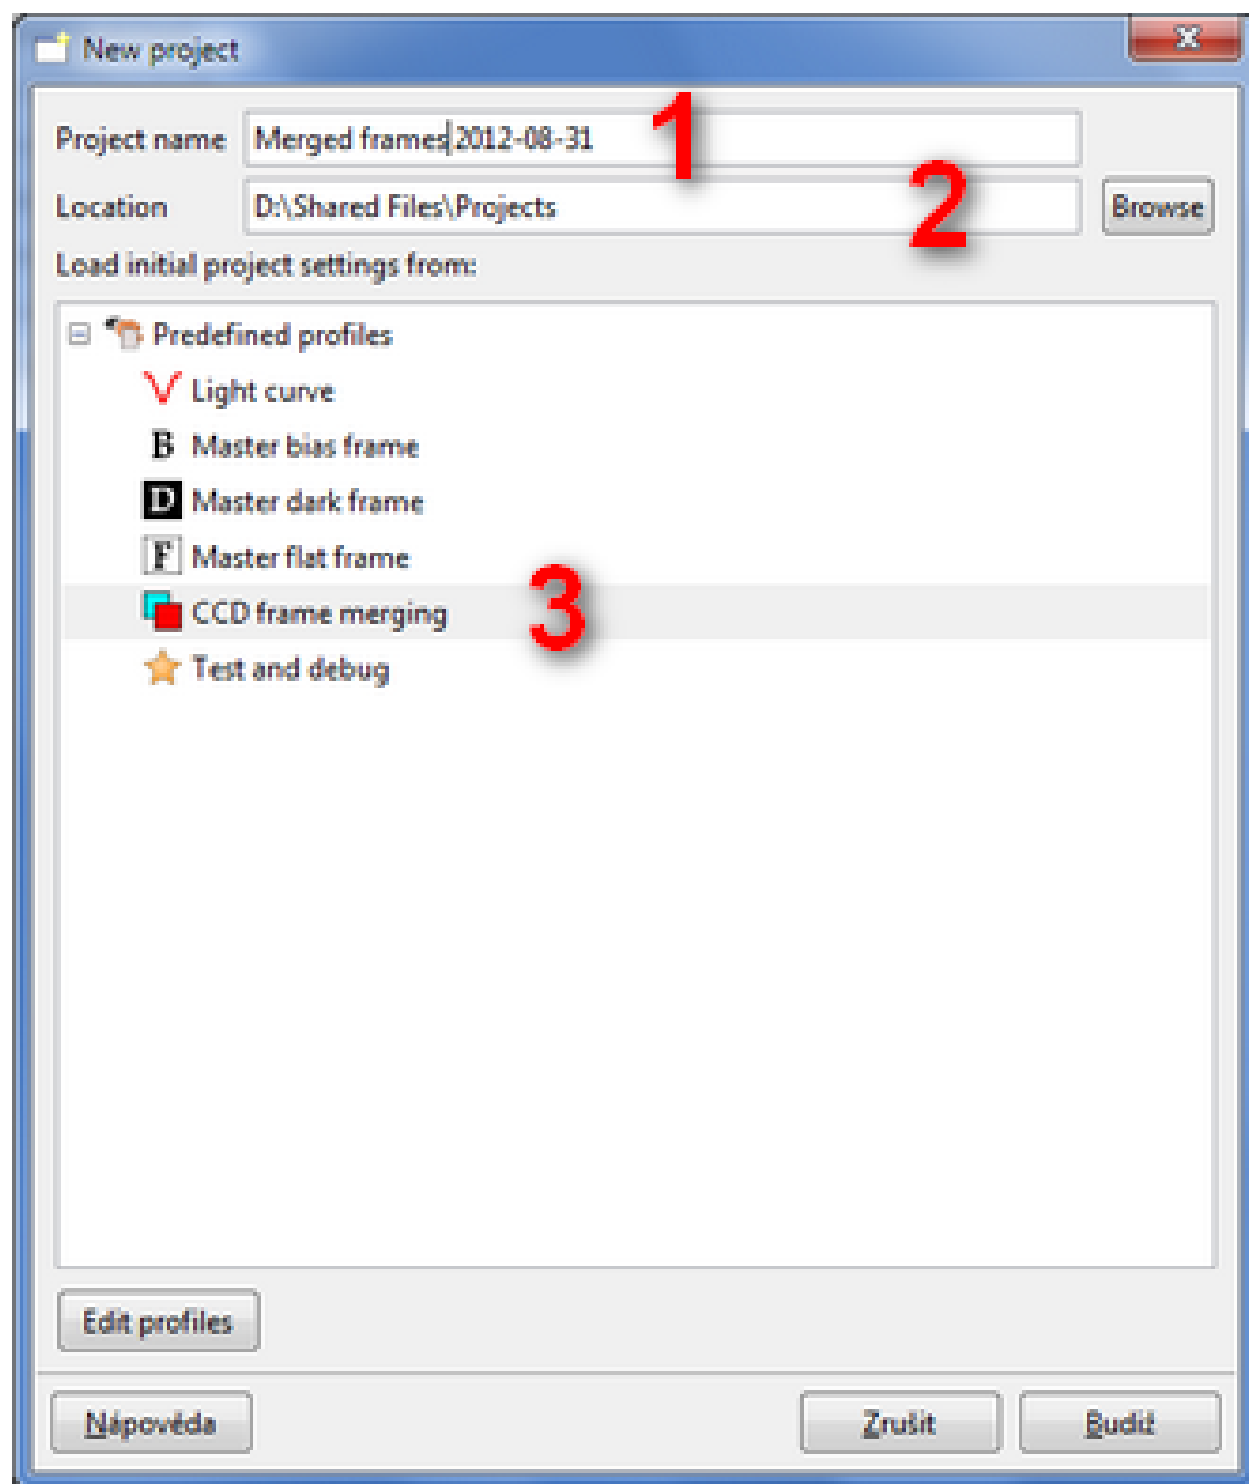 New project
Project name Merged frames 2012-08-31 1
Location D:\Shared Files\Projects 2 Browse
Load initial project settings from:
Predefined profiles
Light curve
B Master bias frame
D Master dark frame
F Master flat frame
CCD frame merging 3
Test and debug
Edit profiles
Nápověda Zrušit Budiž